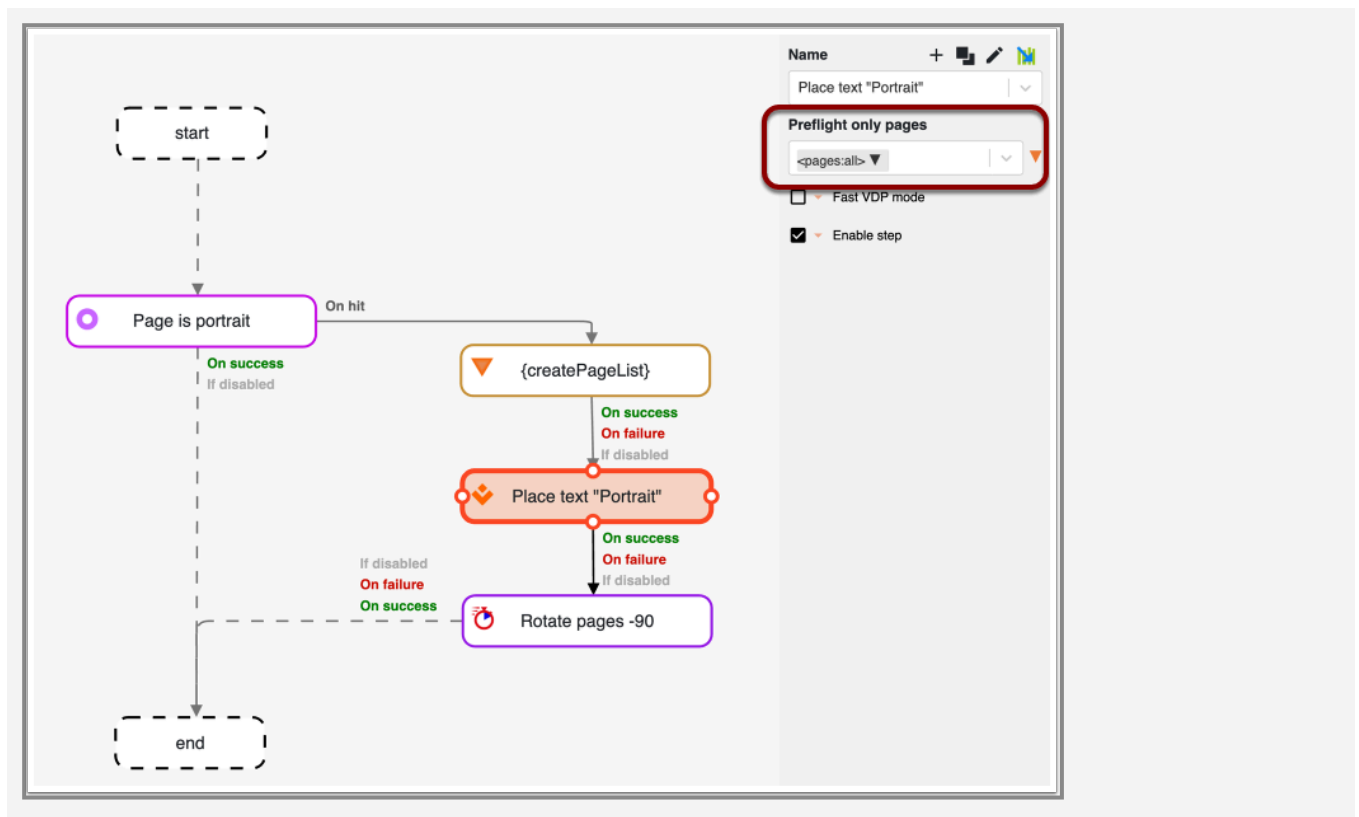 Name
Place text "Portrait"
Preflight only pages
<pages:all>
Fast VDP mode
Enable step
start
Page is portrait
On hit
On success
If disabled
{createPageList}
On success
On failure
If disabled
Place text "Portrait"
On success
On failure
If disabled
If disabled
On failure
On success
Rotate pages -90
end